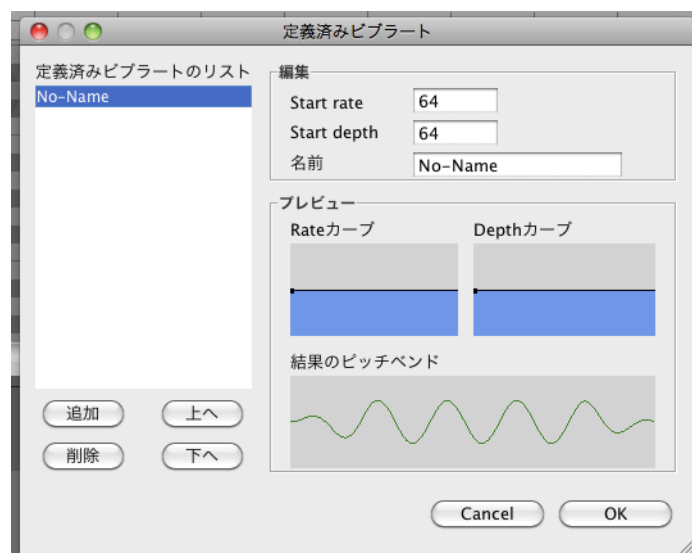 定義済みビブラート
定義済みビブラートのリスト
No-Name
編集
Start rate 64
Start depth 64
名前 No-Name
プレビュー
Rateカーブ Depthカーブ
結果のピッチベンド
追加 上へ
削除 下へ
Cancel OK